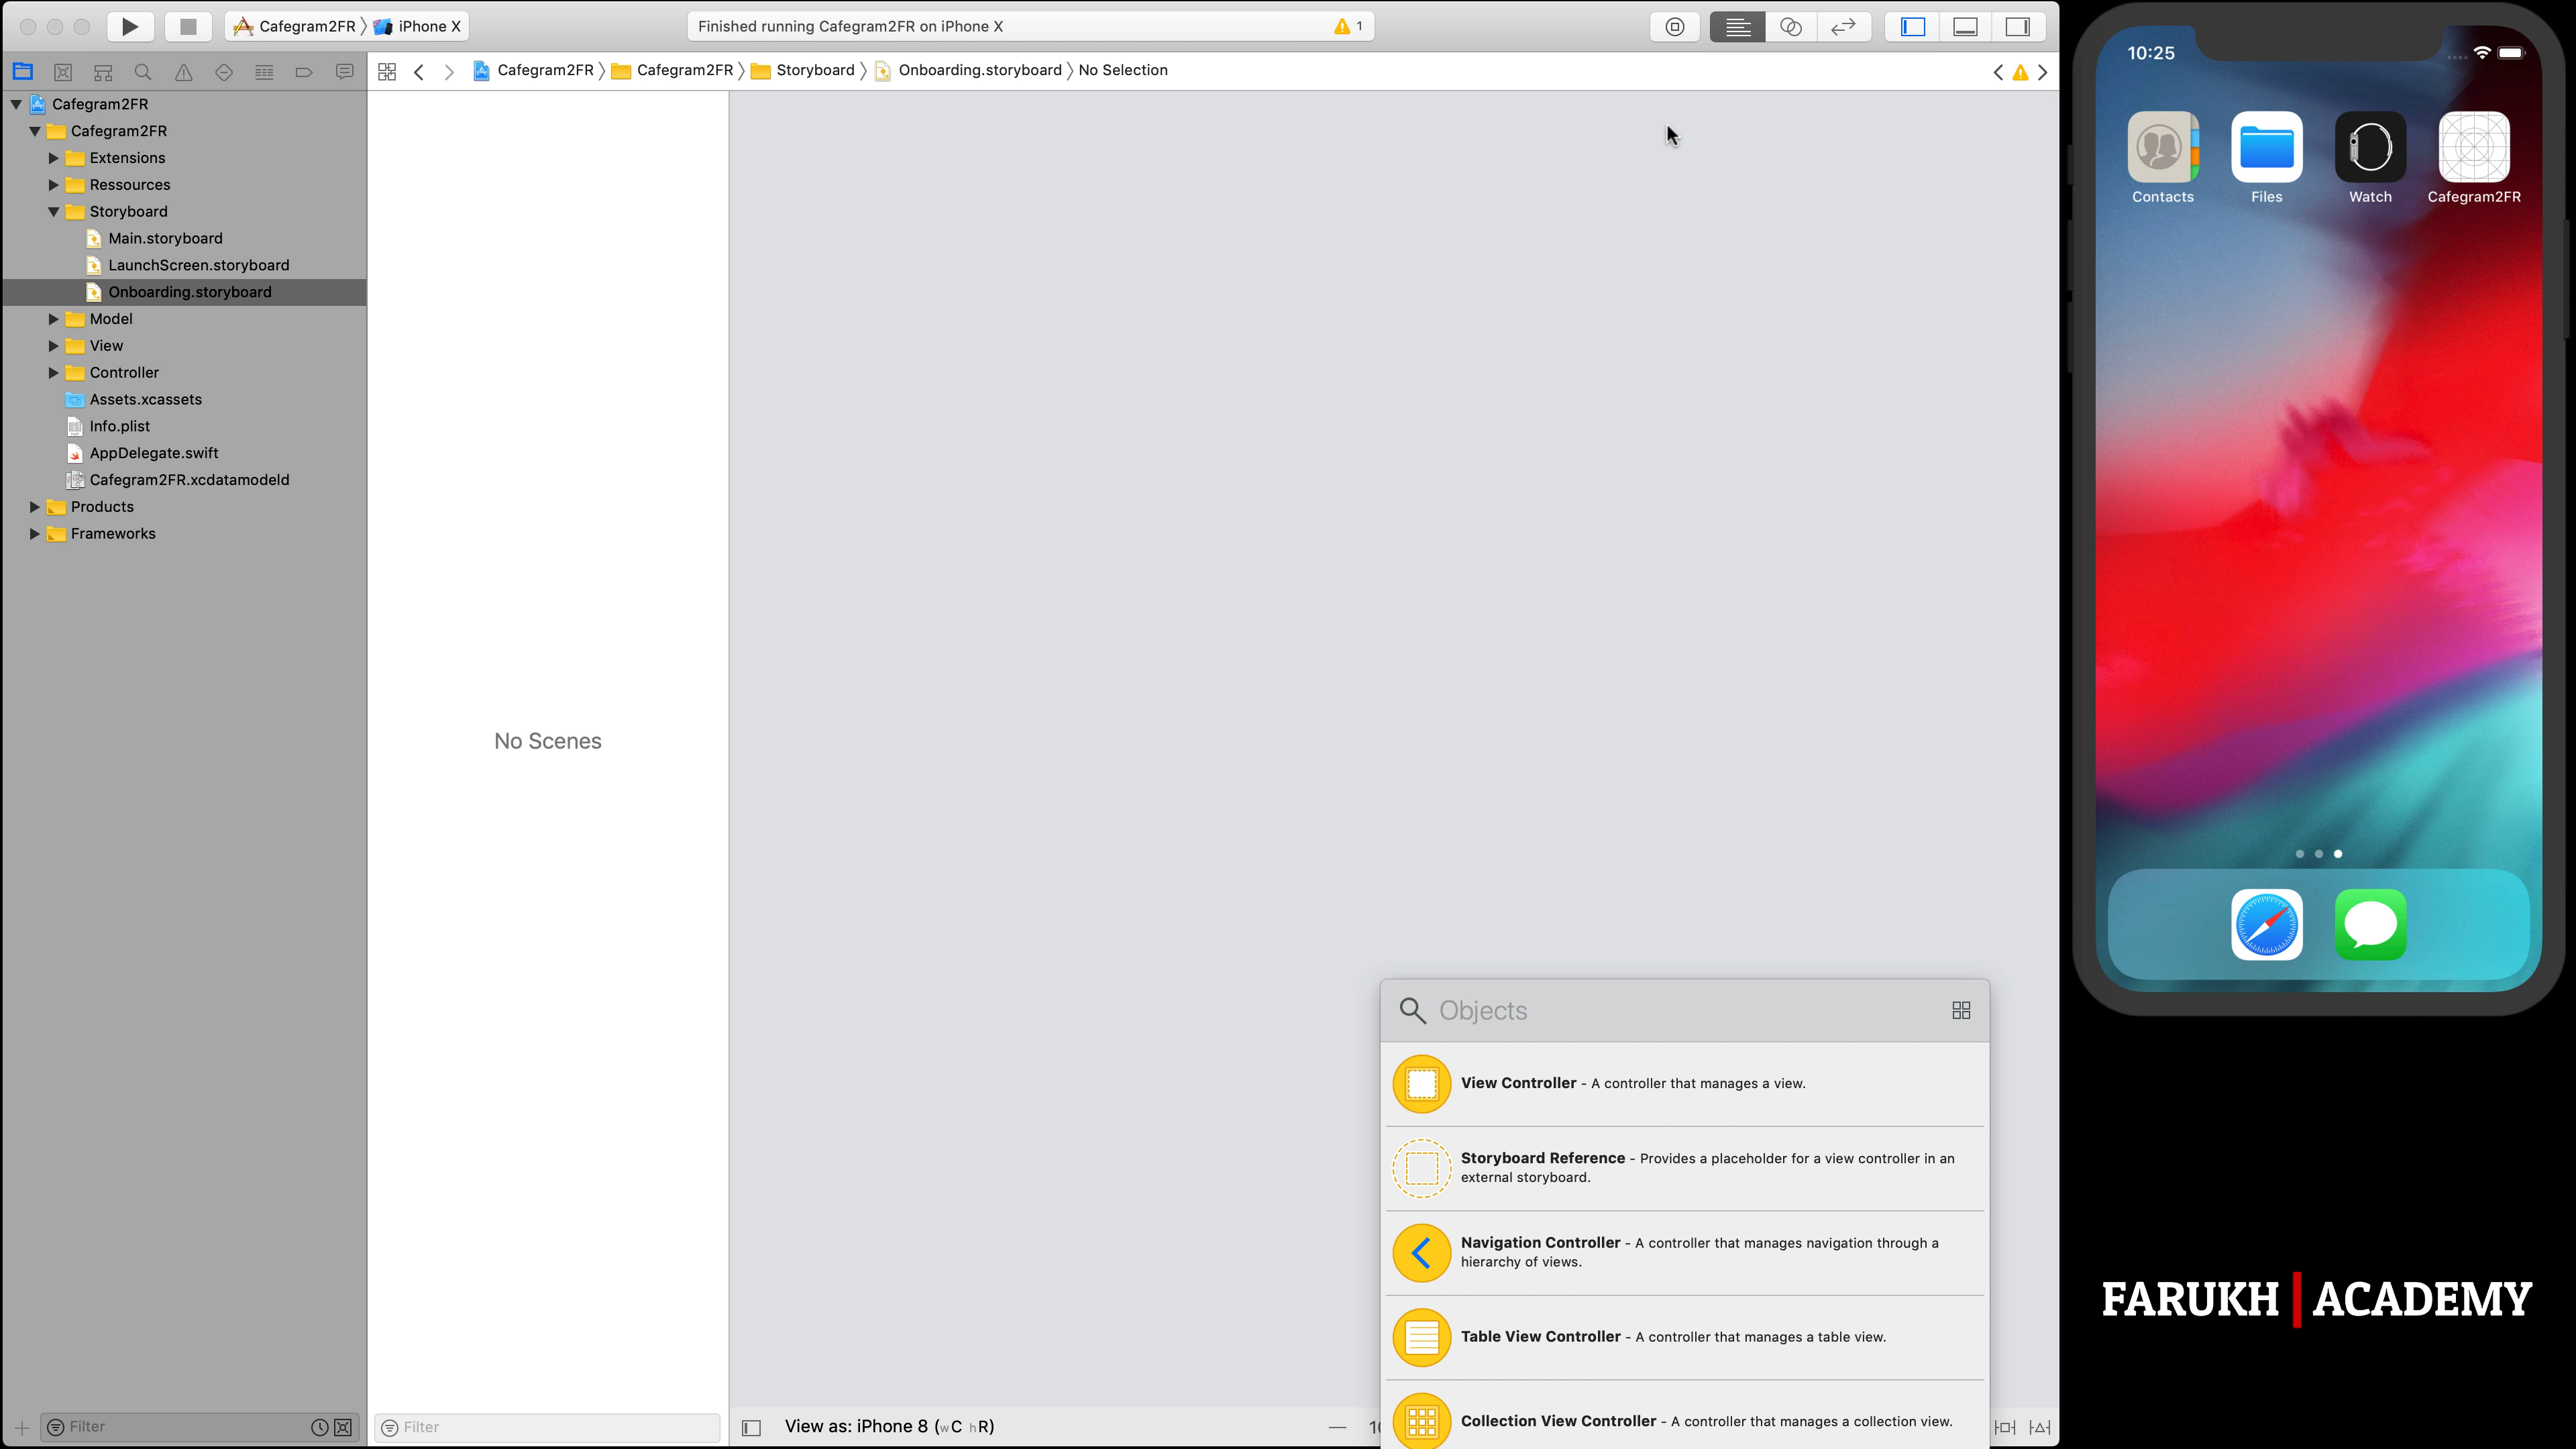 Cafegram2FR
iPhone X
Finished running Cafegram2FR on iPhone X
1
Cafegram2FR
Cafegram2FR
Storyboard
Onboarding.storyboard
No Selection
Cafegram2FR
Cafegram2FR
Extensions
Ressources
Storyboard
Main.storyboard
LaunchScreen.storyboard
Onboarding.storyboard
Model
View
Controller
Assets.xcassets
Info.plist
AppDelegate.swift
Cafegram2FR.xcdatamodeld
Products
Frameworks
Filter
No Scenes
Filter
View as: iPhone 8 (wC hR)
Objects
View Controller - A controller that manages a view.
Storyboard Reference - Provides a placeholder for a view controller in an
external storyboard.
Navigation Controller - A controller that manages navigation through a
hierarchy of views.
Table View Controller - A controller that manages a table view.
Collection View Controller - A controller that manages a collection view.
10:25
Contacts
Files
Watch
Cafegram2FR
FARUKH | ACADEMY